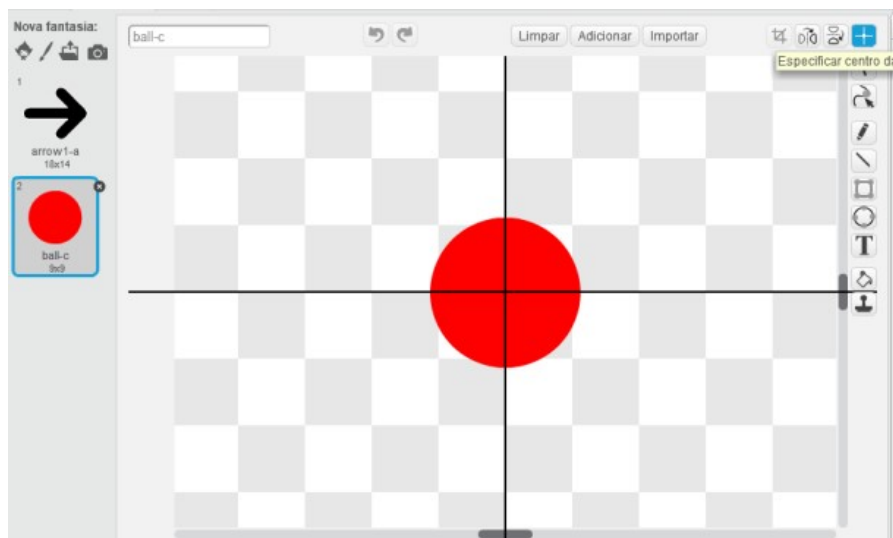 Nova fantasia:
ball-c
Limpar
Adicionar
Importar
Especificar centro da
1
arrow1-a
18x14
2
ball-c
9x9
T